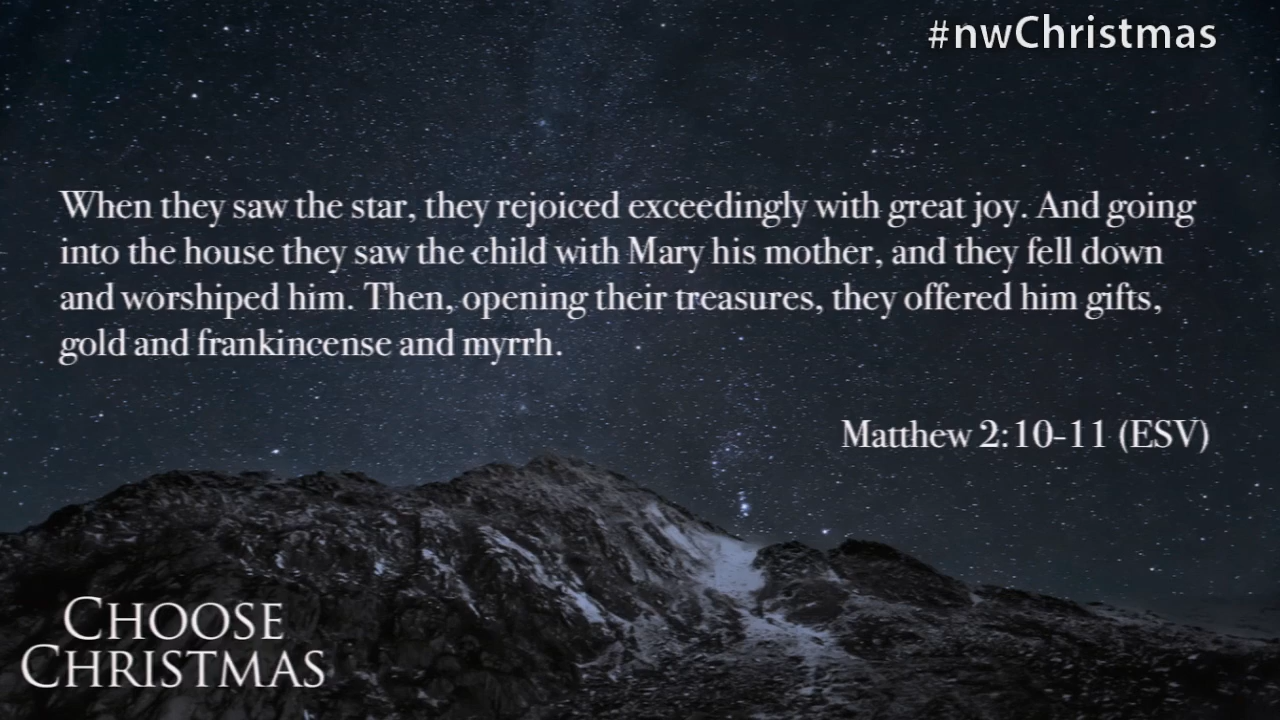 #nwChristmas
When they saw the star, they rejoiced exceedingly with great joy. And going
into the house they saw the child with Mary his mother, and they fell down
and worshiped him. Then, opening their treasures, they offered him gifts,
gold and frankincense and myrrh.
Matthew 2:10-11 (ESV)
CHOOSE
CHRISTMAS